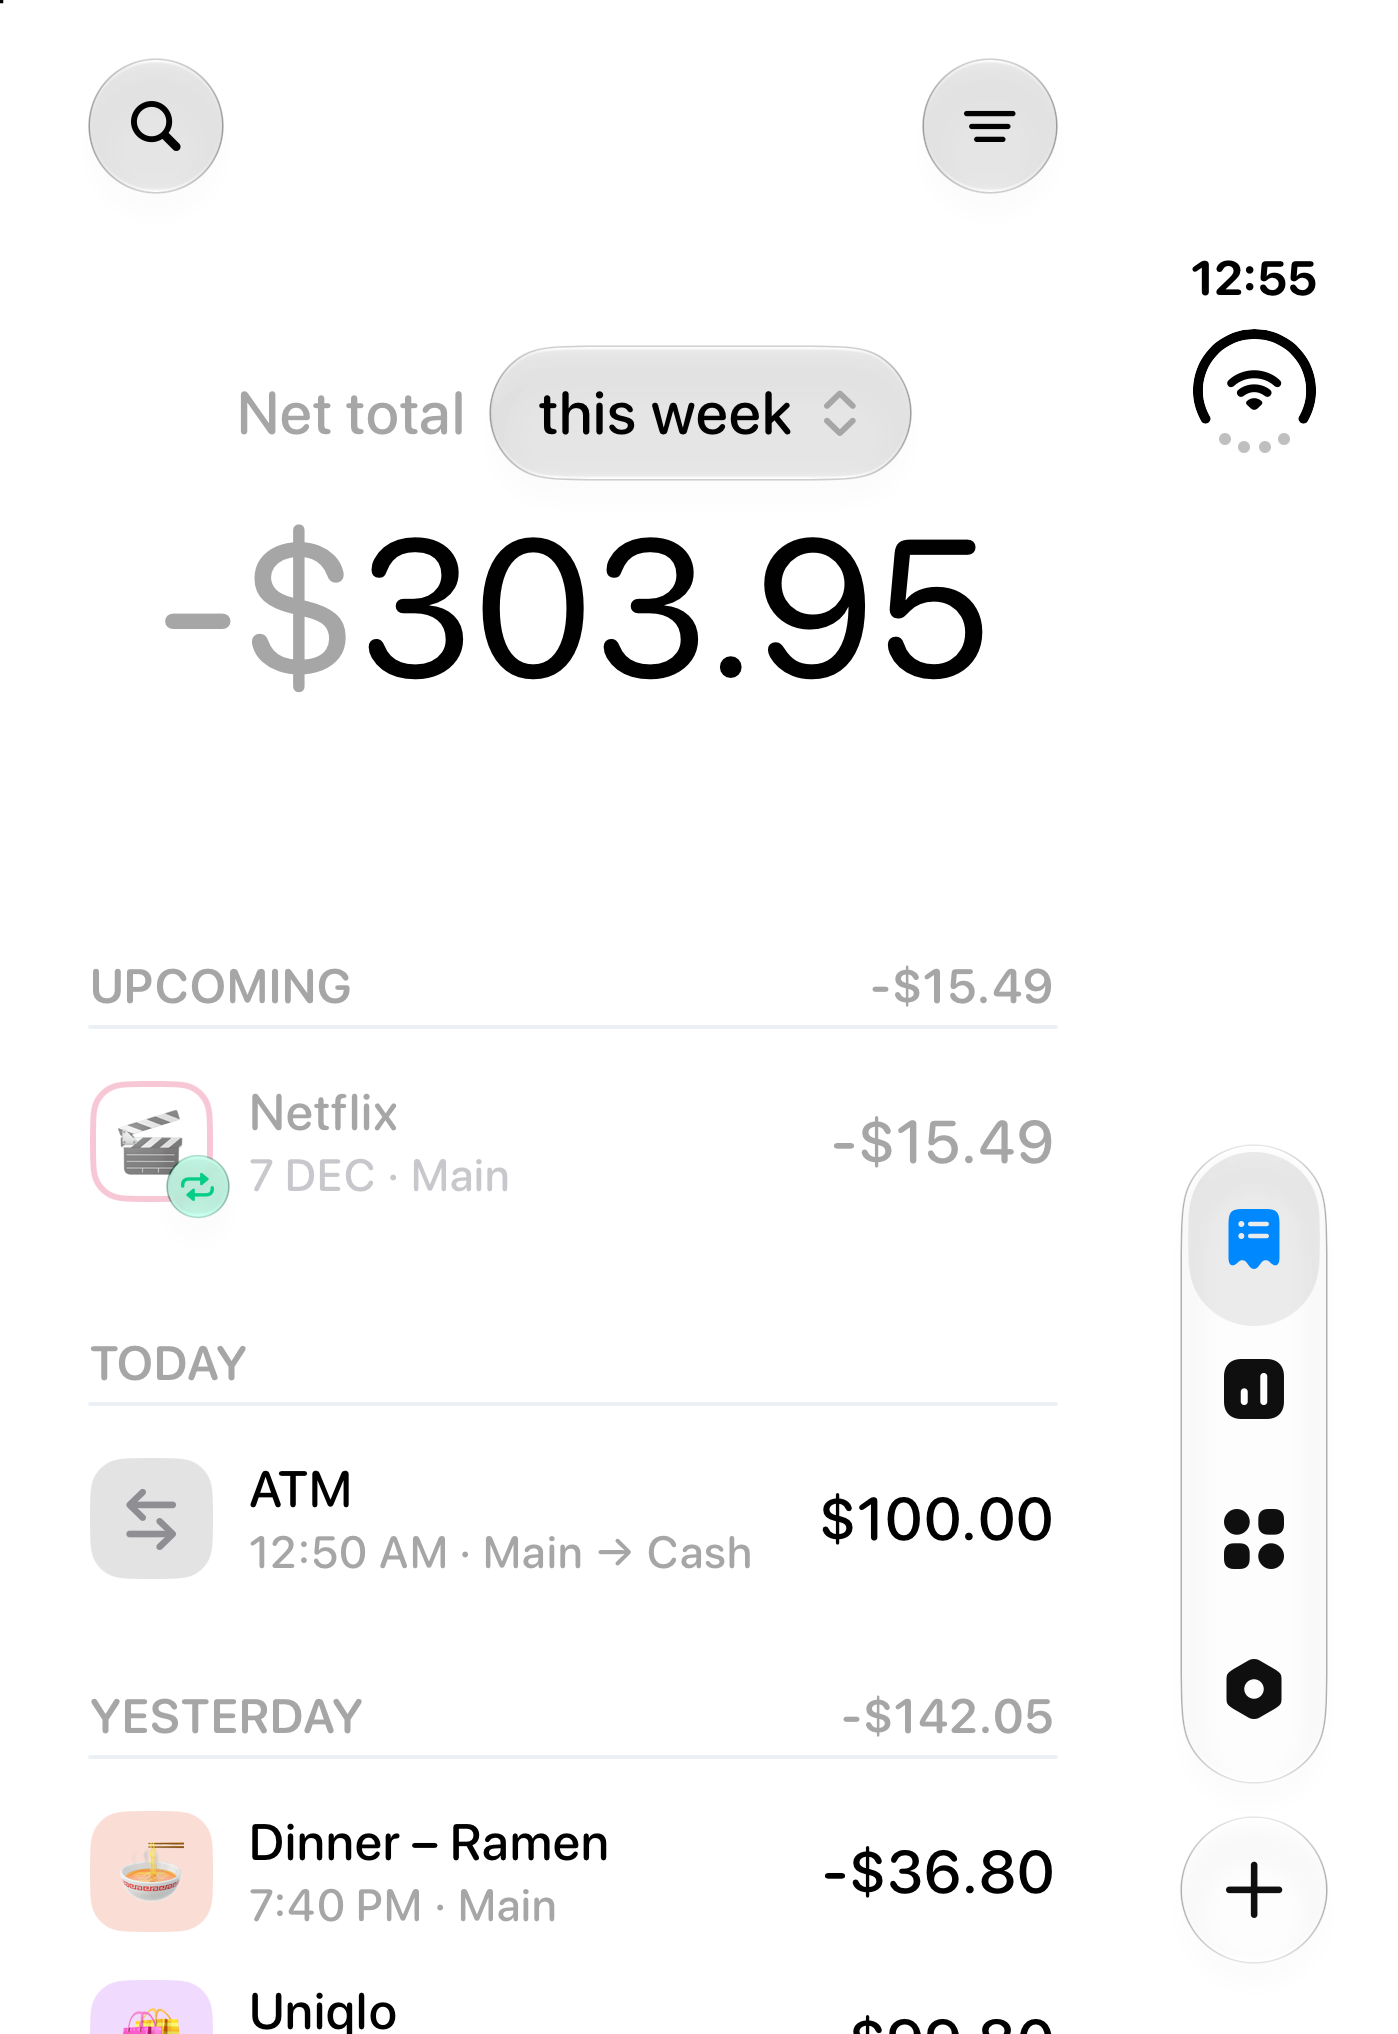 12:55
Net total this week
-$303.95
UPCOMING -$15.49
Netflix -$15.49
7 DEC · Main
TODAY
ATM $100.00
12:50 AM · Main → Cash
YESTERDAY -$142.05
Dinner – Ramen -$36.80
7:40 PM · Main
Uniqlo